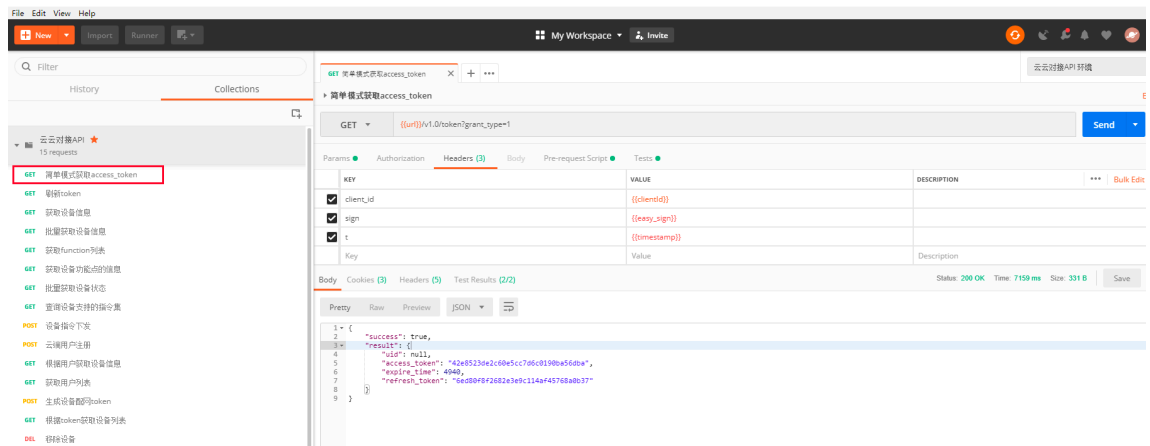 File Edit View Help
New Import Runner My Workspace Invite
Filter
History Collections
云云对接API
15 requests
GET 简单模式获取access_token
GET 刷新token
GET 获取设备信息
GET 批量获取设备信息
GET 获取function列表
GET 获取设备功能点的信息
GET 批量获取设备状态
GET 查询设备支持的指令集
POST 设备指令下发
POST 云端用户注册
GET 根据用户获取设备信息
GET 获取用户列表
POST 生成设备配网token
GET 根据token获取设备列表
DEL 移除设备
GET 简单模式获取access_token
云云对接API 环境
简单模式获取access_token
GET {{url}}/v1.0/token?grant_type=1 Send
Params Authorization Headers (3) Body Pre-request Script Tests
KEY VALUE DESCRIPTION Bulk Edit
client_id {{clientId}}
sign {{easy_sign}}
t {{timestamp}}
Key Value Description
Body Cookies (3) Headers (5) Test Results (2/2) Status: 200 OK Time: 7159 ms Size: 331 B Save
Pretty Raw Preview JSON
1 {
2 "success": true,
3 "result": {
4 "uid": null,
5 "access_token": "42e8523de2c60e5cc7d6c0190ba56dba",
6 "expire_time": 4940,
7 "refresh_token": "6ed80f8f2682e3e9c114af45768a0b37"
8 }
9 }